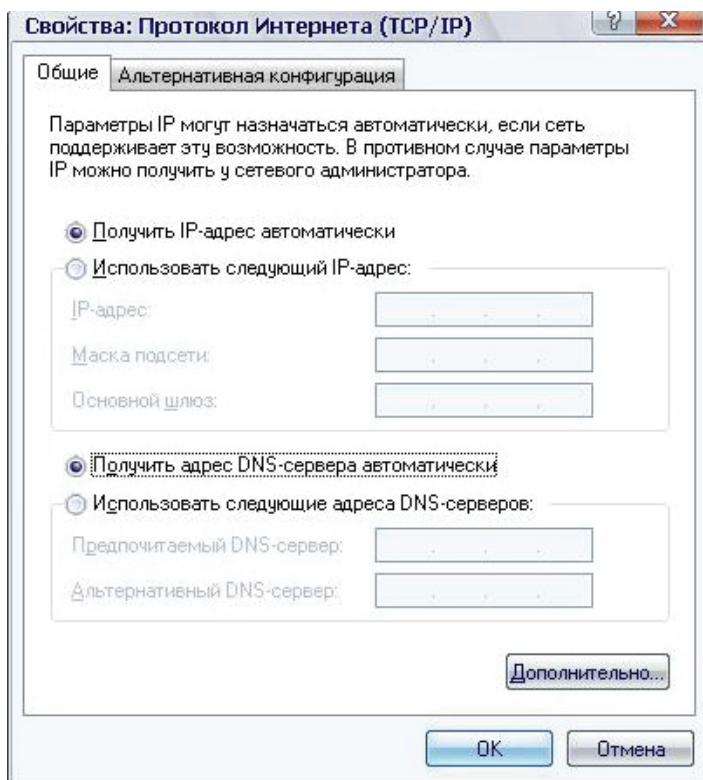 Свойства: Протокол Интернета (TCP/IP)
? X
Общие
Альтернативная конфигурация
Параметры IP могут назначаться автоматически, если сеть
поддерживает эту возможность. В противном случае параметры
IP можно получить у сетевого администратора.
Получить IP-адрес автоматически
Использовать следующий IP-адрес:
IP-адрес:
Маска подсети:
Основной шлюз:
Получить адрес DNS-сервера автоматически
Использовать следующие адреса DNS-серверов:
Предпочитаемый DNS-сервер:
Альтернативный DNS-сервер:
Дополнительно...
OK
Отмена